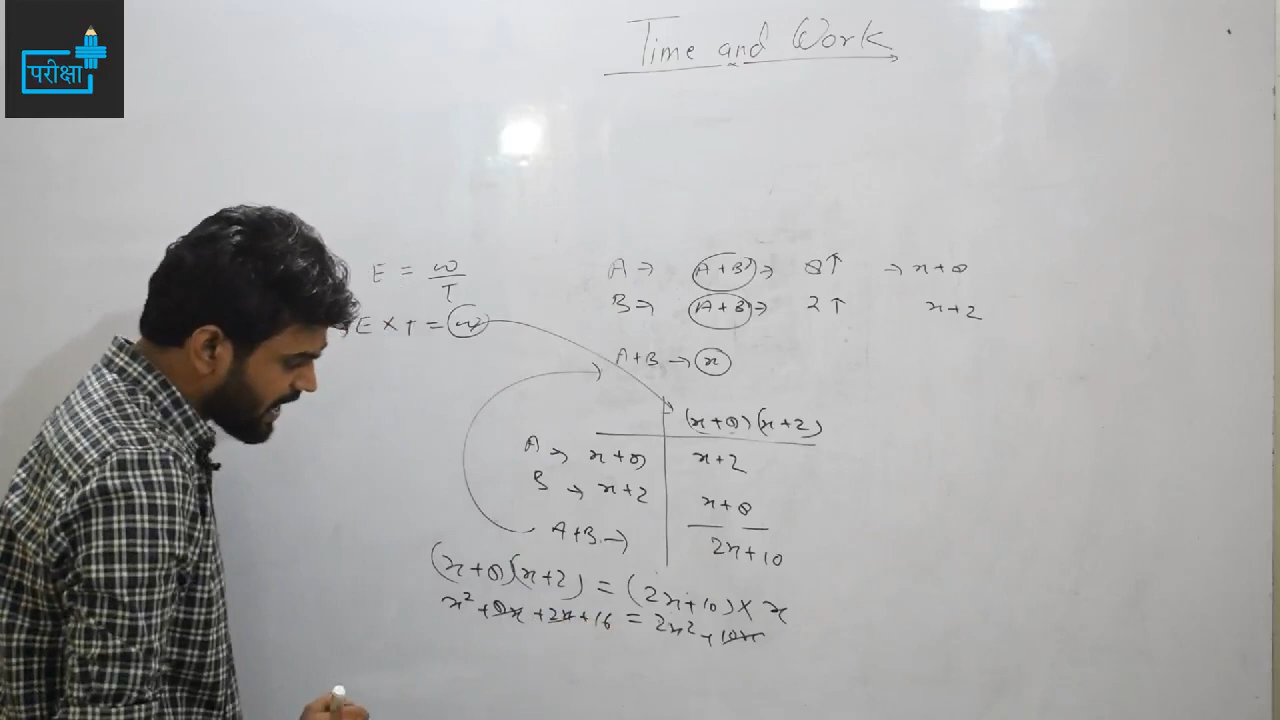 परीक्षा
Time and Work
E = w/T
E × T = w
A → A+B → 8↑ → x+8
B → A+B → 2↑ x+2
A+B → x
(x+8)(x+2)
A → x+8 x+2
B → x+2 x+8
A+B → 2x+10
(x+8)(x+2) = (2x+10) × x
x² + 8x + 2x + 16 = 2x² + 10x